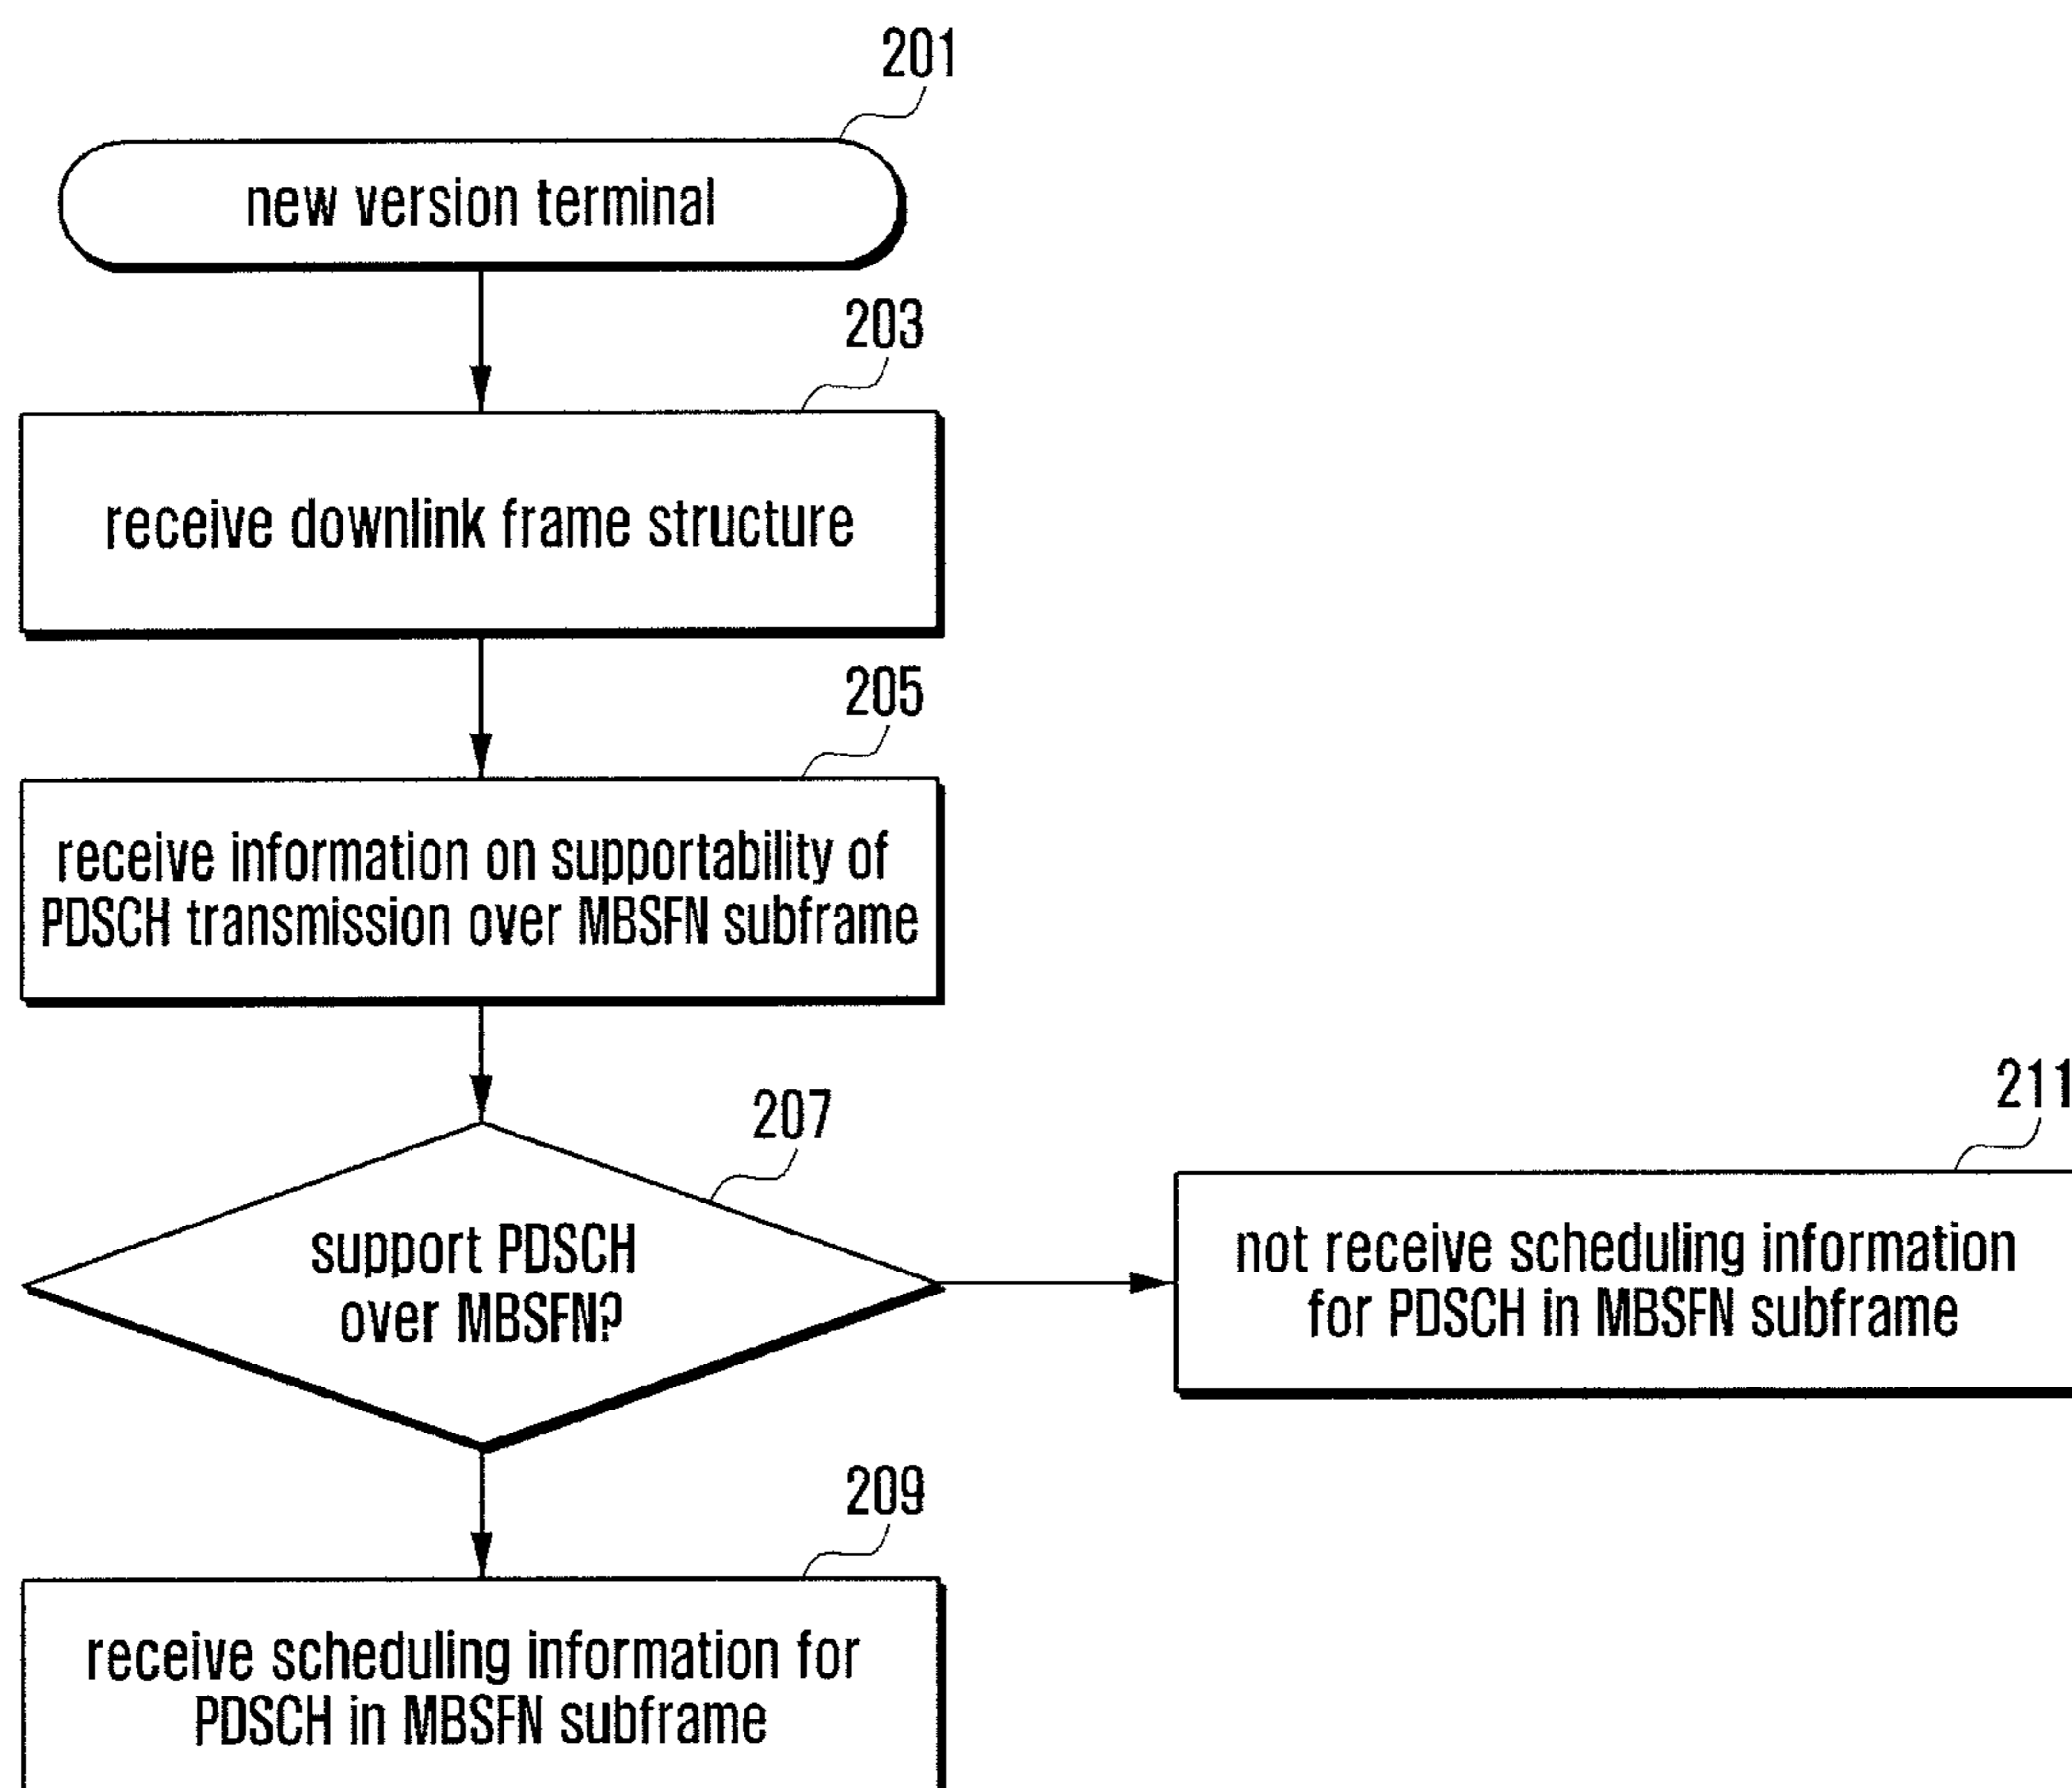 201
new version terminal
203
receive downlink frame structure
205
receive information on supportability of
PDSCH transmission over MBSFN subframe
207
support PDSCH
over MBSFN?
211
not receive scheduling information
for PDSCH in MBSFN subframe
209
receive scheduling information for
PDSCH in MBSFN subframe